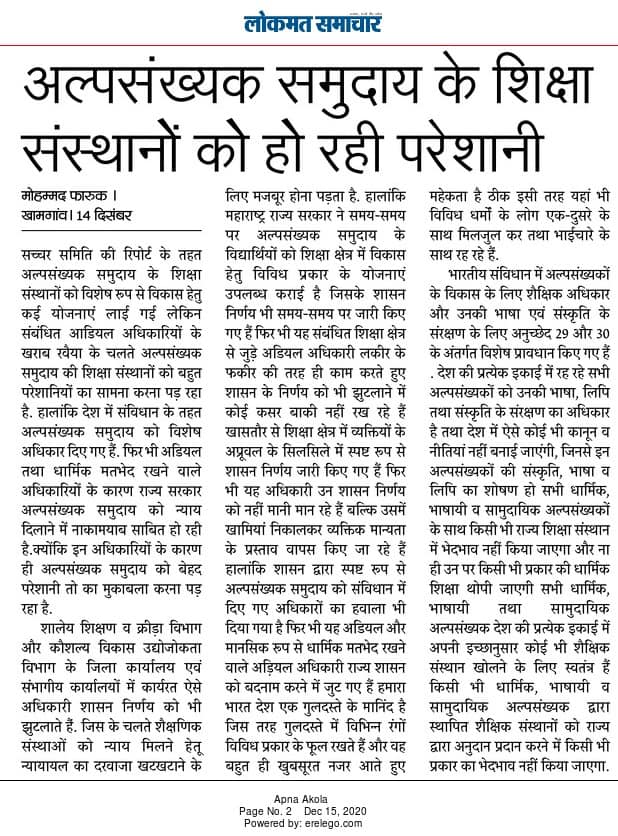 लोकमत समाचार
अल्पसंख्यक समुदाय के शिक्षा
संस्थानों को हो रही परेशानी
मोहम्मद फारुक ।
खामगांव। 14 दिसंबर
सच्चर समिति की रिपोर्ट के तहत
अल्पसंख्यक समुदाय के शिक्षा
संस्थानों को विशेष रूप से विकास हेतु
कई योजनाएं लाई गई लेकिन
संबंधित आडियल अधिकारियों के
खराब रवैया के चलते अल्पसंख्यक
समुदाय की शिक्षा संस्थानों को बहुत
परेशानियों का सामना करना पड़ रहा
है. हालांकि देश में संविधान के तहत
अल्पसंख्यक समुदाय को विशेष
अधिकार दिए गए हैं. फिर भी अडियल
तथा धार्मिक मतभेद रखने वाले
अधिकारियों के कारण राज्य सरकार
अल्पसंख्यक समुदाय को न्याय
दिलाने में नाकामयाब साबित हो रही
है.क्योंकि इन अधिकारियों के कारण
ही अल्पसंख्यक समुदाय को बेहद
परेशानी तो का मुकाबला करना पड़
रहा है.
शालेय शिक्षण व क्रीड़ा विभाग
और कौशल्य विकास उद्योजोकता
विभाग के जिला कार्यालय एवं
संभागीय कार्यालयों में कार्यरत ऐसे
अधिकारी शासन निर्णय को भी
झुटलाते हैं. जिस के चलते शैक्षणिक
संस्थाओं को न्याय मिलने हेतू
न्यायायल का दरवाजा खटखटाने के
लिए मजबूर होना पड़ता है. हालांकि
महाराष्ट्र राज्य सरकार ने समय-समय
पर अल्पसंख्यक समुदाय के
विद्यार्थियों को शिक्षा क्षेत्र में विकास
हेतु विविध प्रकार के योजनाएं
उपलब्ध कराई है जिसके शासन
निर्णय भी समय-समय पर जारी किए
गए हैं फिर भी यह संबंधित शिक्षा क्षेत्र
से जुड़े अडियल अधिकारी लकीर के
फकीर की तरह ही काम करते हुए
शासन के निर्णय को भी झुटलाने में
कोई कसर बाकी नहीं रख रहे हैं
खासतौर से शिक्षा क्षेत्र में व्यक्तियों के
अप्रूवल के सिलसिले में स्पष्ट रूप से
शासन निर्णय जारी किए गए हैं फिर
भी यह अधिकारी उन शासन निर्णय
को नहीं मानी मान रहे हैं बल्कि उसमें
खामियां निकालकर व्यक्तिक मान्यता
के प्रस्ताव वापस किए जा रहे हैं
हालांकि शासन द्वारा स्पष्ट रूप से
अल्पसंख्यक समुदाय को संविधान में
दिए गए अधिकारों का हवाला भी
दिया गया है फिर भी यह अडियल और
मानसिक रूप से धार्मिक मतभेद रखने
वाले अड़ियल अधिकारी राज्य शासन
को बदनाम करने में जुट गए हैं हमारा
भारत देश एक गुलदस्ते के मानिंद है
जिस तरह गुलदस्ते में विभिन्न रंगों
विविध प्रकार के फूल रखते हैं और वह
बहुत ही खुबसूरत नजर आते हुए
महेकता है ठीक इसी तरह यहां भी
विविध धर्मों के लोग एक-दुसरे के
साथ मिलजुल कर तथा भाईचारे के
साथ रह रहे हैं.
भारतीय संविधान में अल्पसंख्यकों
के विकास के लिए शैक्षिक अधिकार
और उनकी भाषा एवं संस्कृति के
संरक्षण के लिए अनुच्छेद 29 और 30
के अंतर्गत विशेष प्रावधान किए गए हैं
. देश की प्रत्येक इकाई में रह रहे सभी
अल्पसंख्यकों को उनकी भाषा, लिपि
तथा संस्कृति के संरक्षण का अधिकार
है तथा देश में ऐसे कोई भी कानून व
नीतियां नहीं बनाई जाएंगी, जिनसे इन
अल्पसंख्यकों की संस्कृति, भाषा व
लिपि का शोषण हो सभी धार्मिक,
भाषायी व सामुदायिक अल्पसंख्यकों
के साथ किसी भी राज्य शिक्षा संस्थान
में भेदभाव नहीं किया जाएगा और ना
ही उन पर किसी भी प्रकार की धार्मिक
शिक्षा थोपी जाएगी सभी धार्मिक,
भाषायी तथा सामुदायिक
अल्पसंख्यक देश की प्रत्येक इकाई में
अपनी इच्छानुसार कोई भी शैक्षिक
संस्थान खोलने के लिए स्वतंत्र हैं
किसी भी धार्मिक, भाषायी व
सामुदायिक अल्पसंख्यक द्वारा
स्थापित शैक्षिक संस्थानों को राज्य
द्वारा अनुदान प्रदान करने में किसी भी
प्रकार का भेदभाव नहीं किया जाएगा.
Apna Akola
Page No. 2 Dec 15, 2020
Powered by: erelego.com